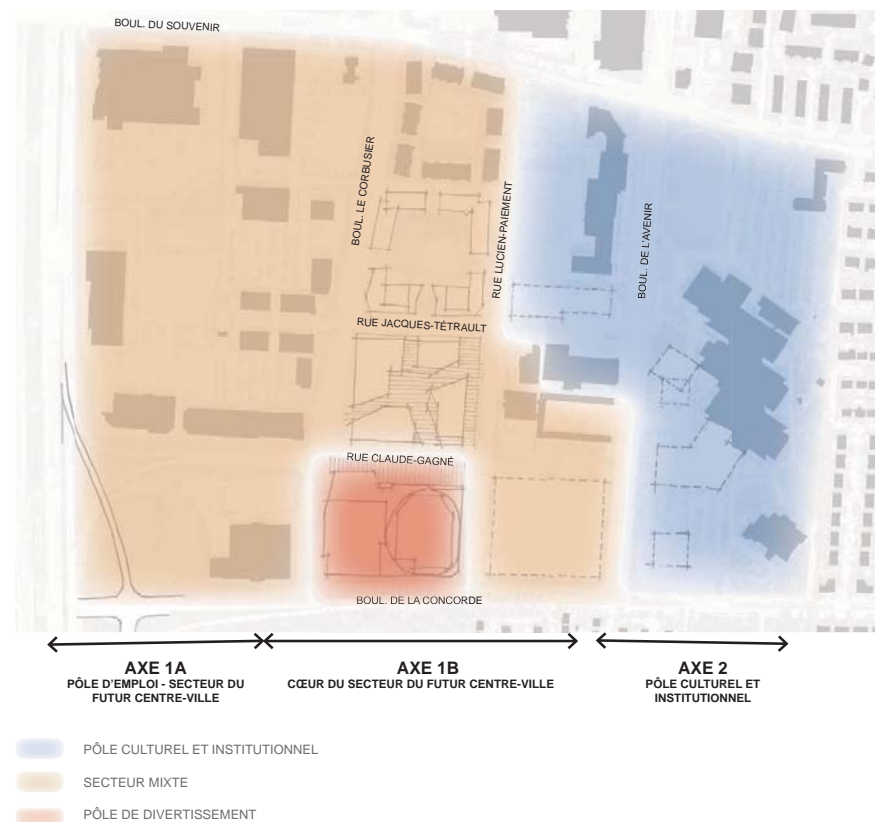 BOUL. DU SOUVENIR
BOUL. LE CORBUSIER
RUE LUCIEN-PAIEMENT
BOUL. DE L'AVENIR
RUE JACQUES-TÉTRAULT
RUE CLAUDE-GAGNÉ
BOUL. DE LA CONCORDE
AXE 1A
PÔLE D'EMPLOI - SECTEUR DU
FUTUR CENTRE-VILLE
AXE 1B
CŒUR DU SECTEUR DU FUTUR CENTRE-VILLE
AXE 2
PÔLE CULTUREL ET
INSTITUTIONNEL
PÔLE CULTUREL ET INSTITUTIONNEL
SECTEUR MIXTE
PÔLE DE DIVERTISSEMENT